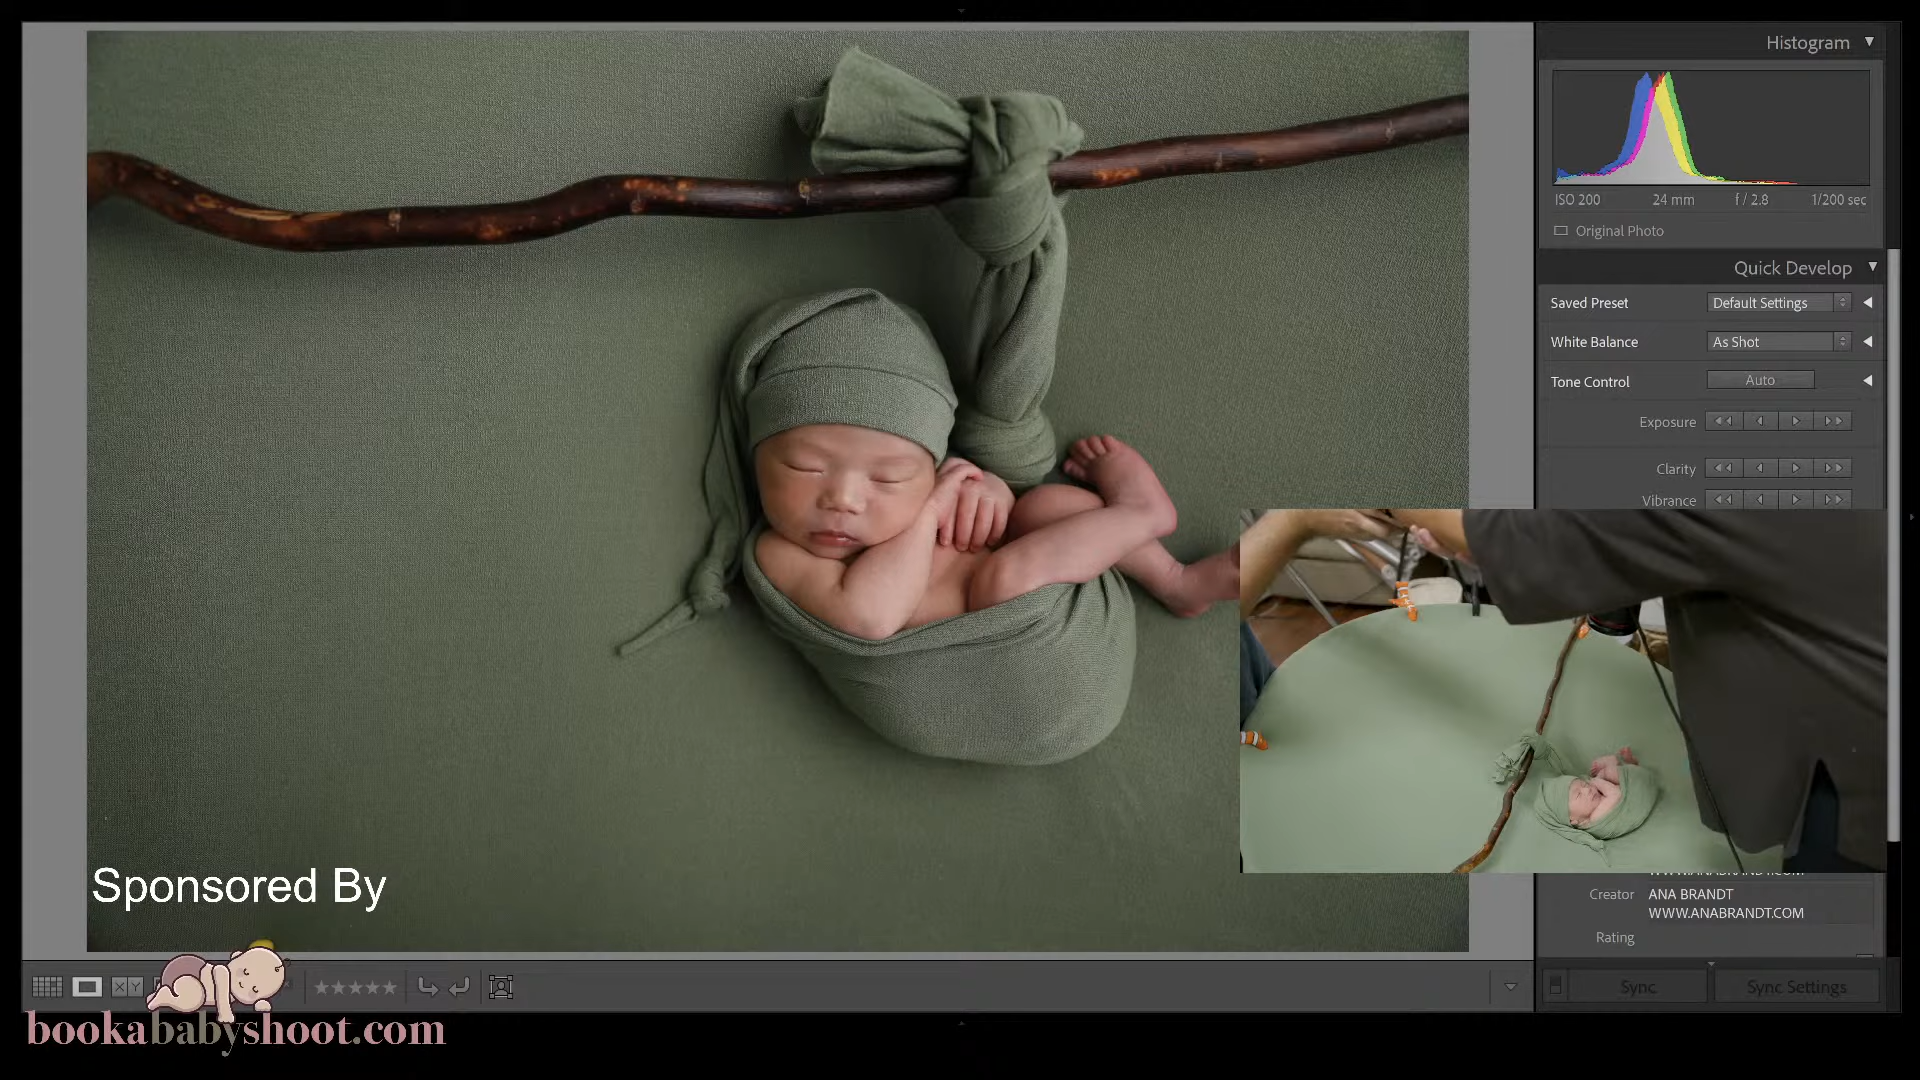 Histogram
ISO 200 24 mm f / 2.8 1/200 sec
Original Photo
Quick Develop
Saved Preset Default Settings
White Balance As Shot
Tone Control Auto
Exposure
Clarity
Vibrance
Creator ANA BRANDT
WWW.ANABRANDT.COM
Rating
Sponsored By
XY
Sync
Sync Settings
bookababyshoot.com